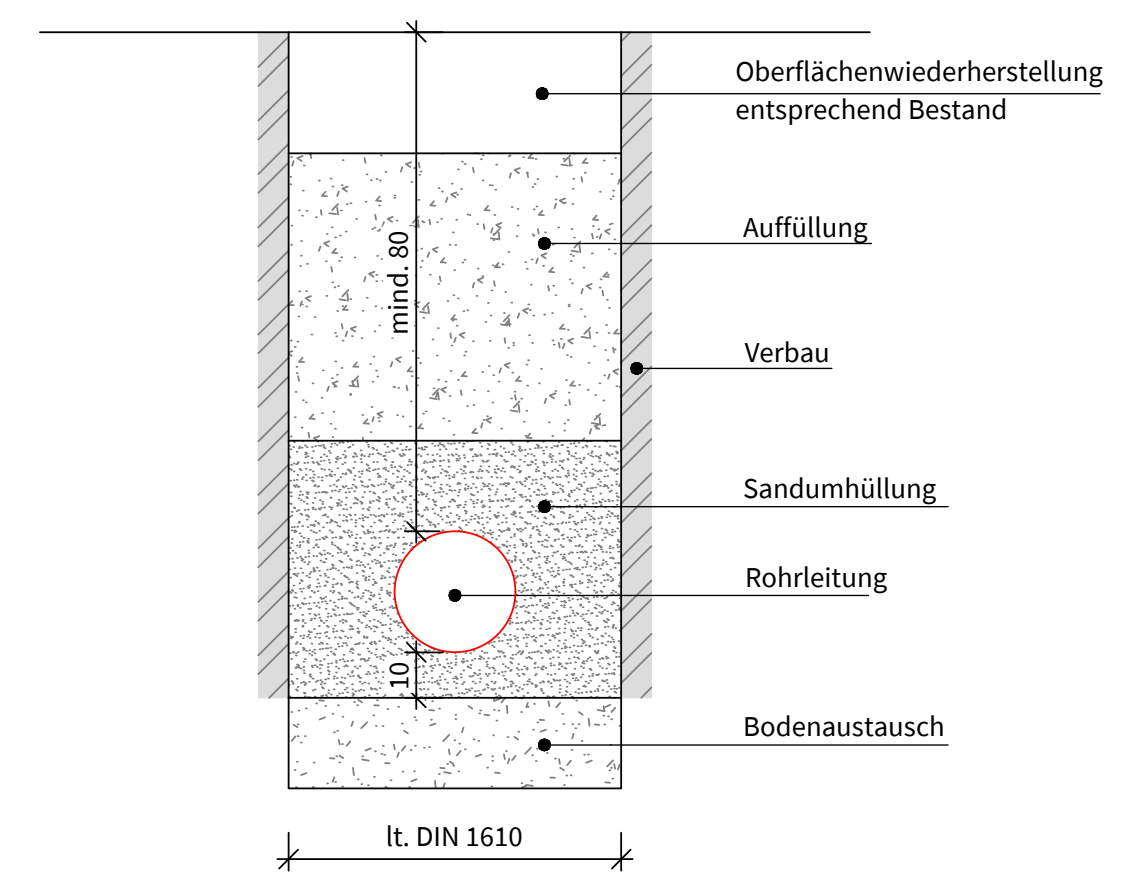 Oberflächenwiederherstellung
entsprechend Bestand
Auffüllung
mind. 80
Verbau
Sandumhüllung
Rohrleitung
10
Bodenaustausch
lt. DIN 1610